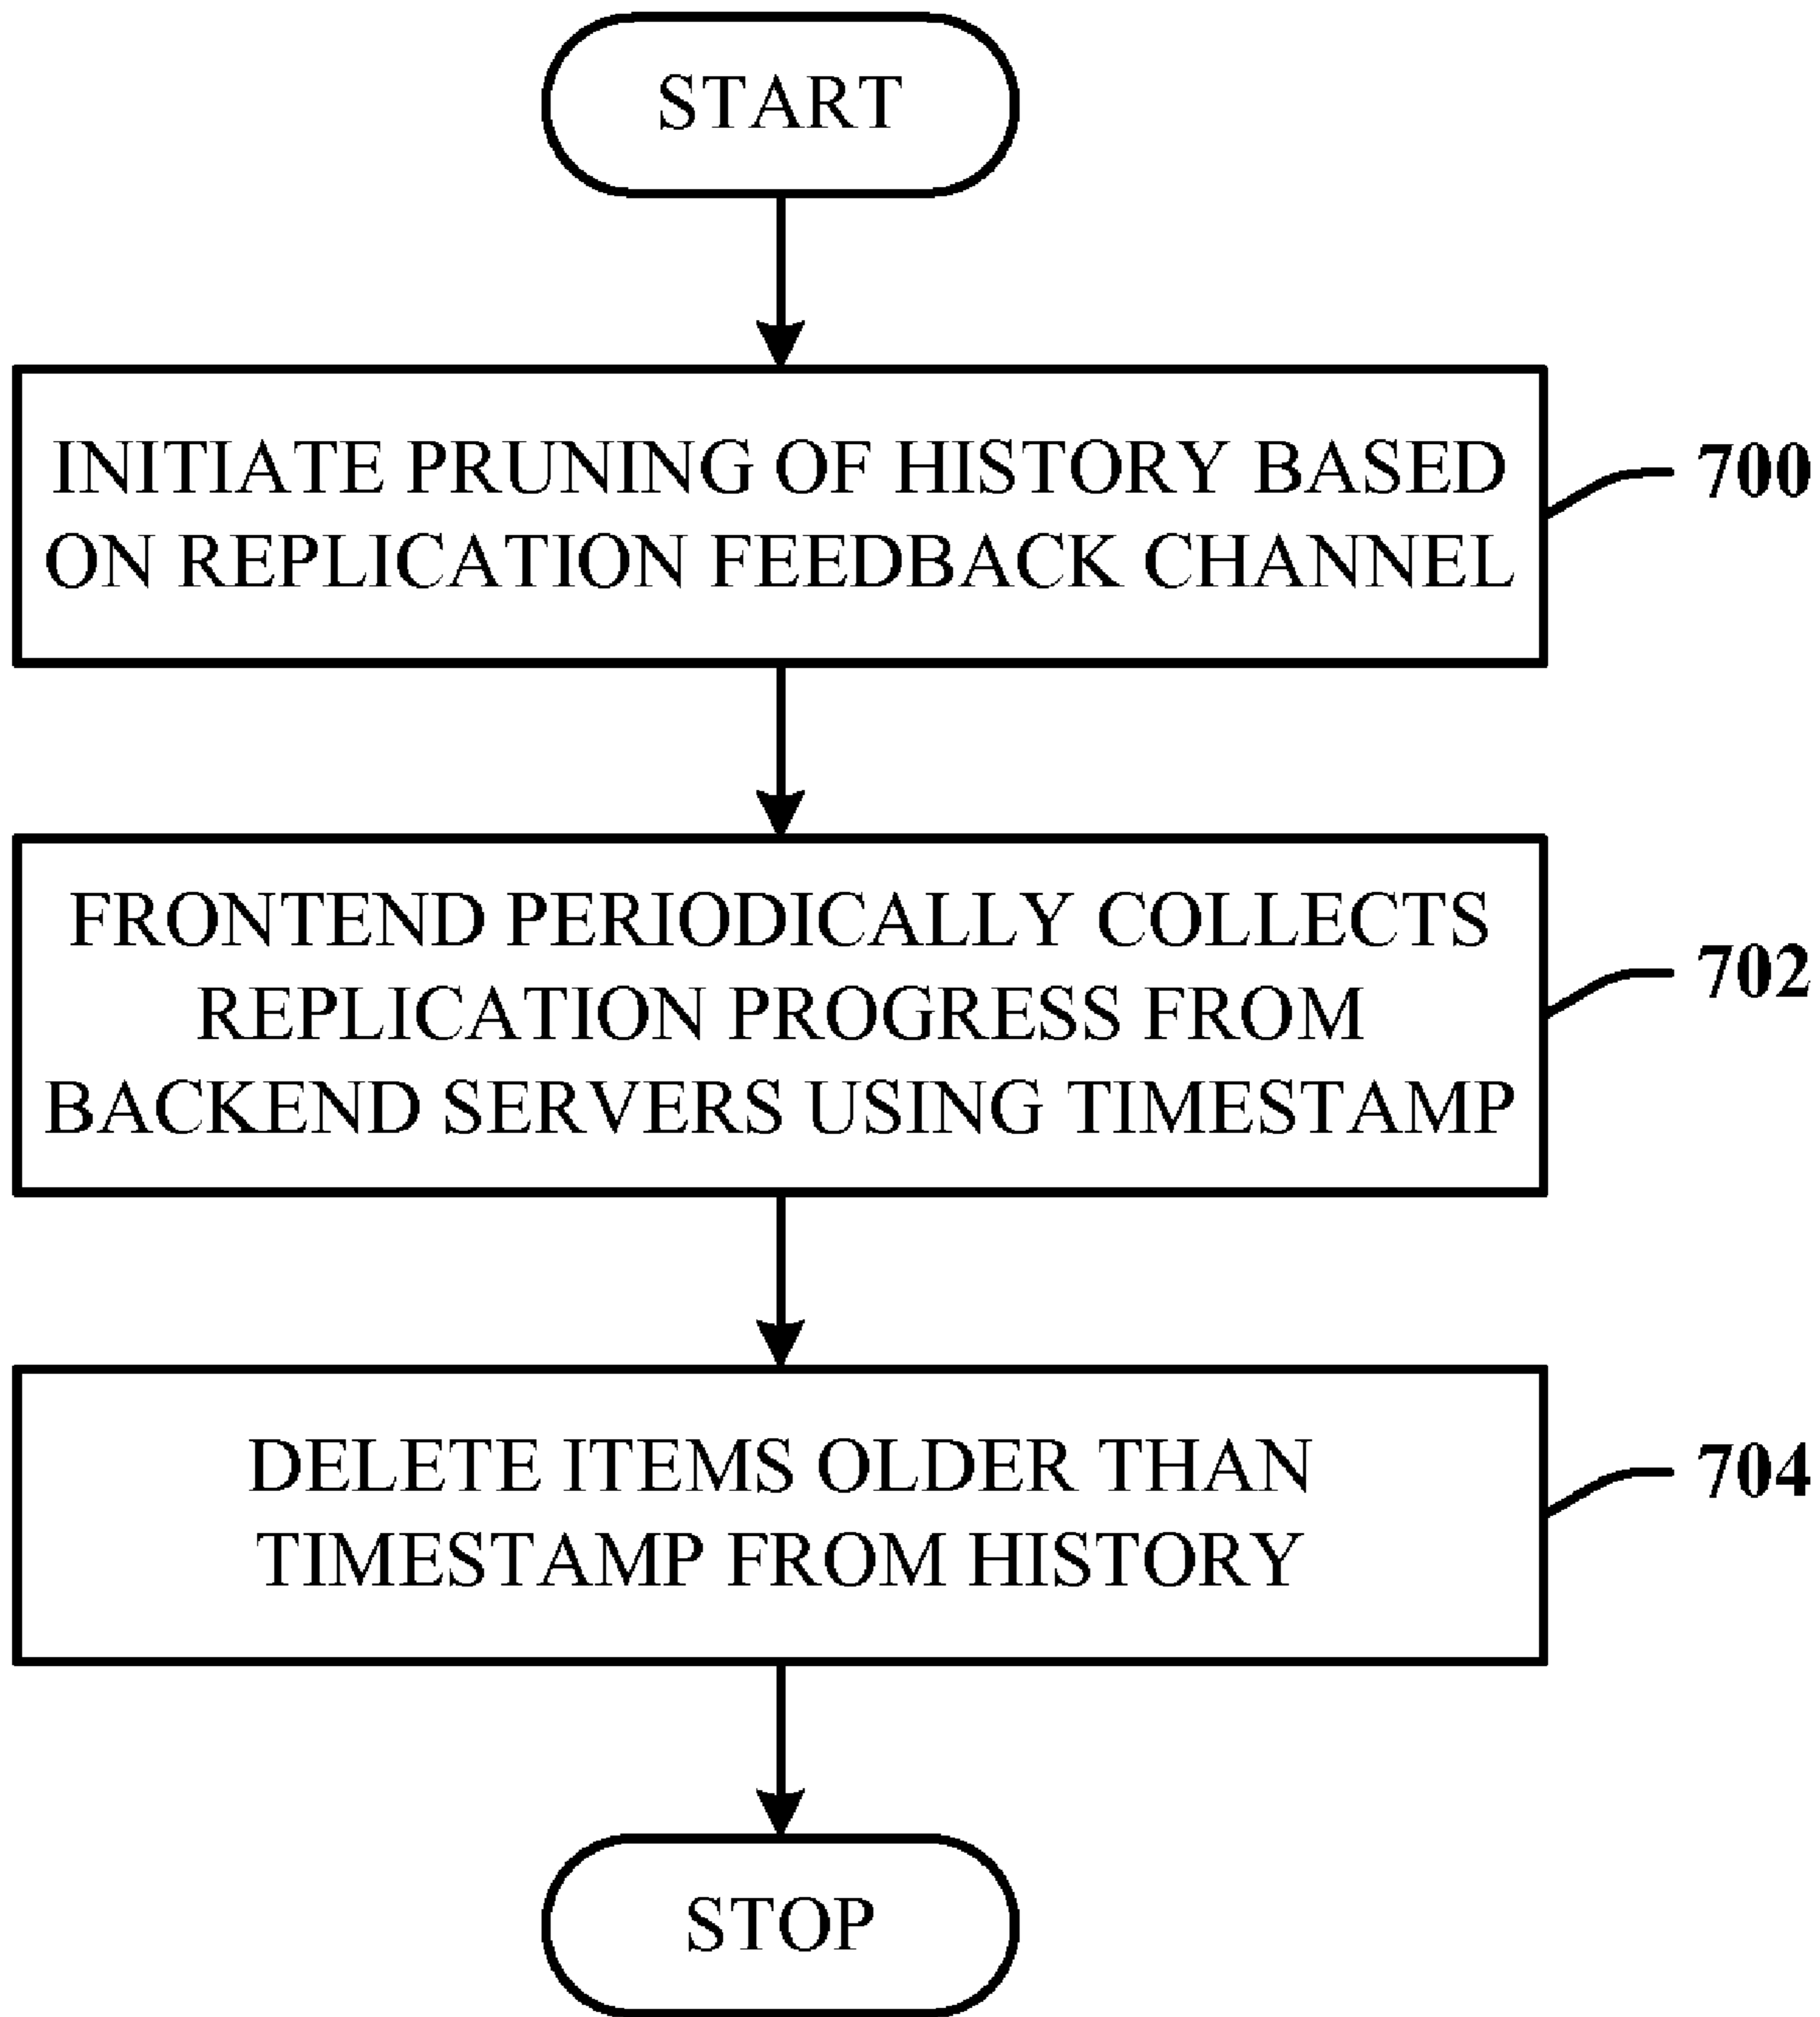 START
INITIATE PRUNING OF HISTORY BASED
ON REPLICATION FEEDBACK CHANNEL
700
FRONTEND PERIODICALLY COLLECTS
REPLICATION PROGRESS FROM
BACKEND SERVERS USING TIMESTAMP
702
DELETE ITEMS OLDER THAN
TIMESTAMP FROM HISTORY
704
STOP